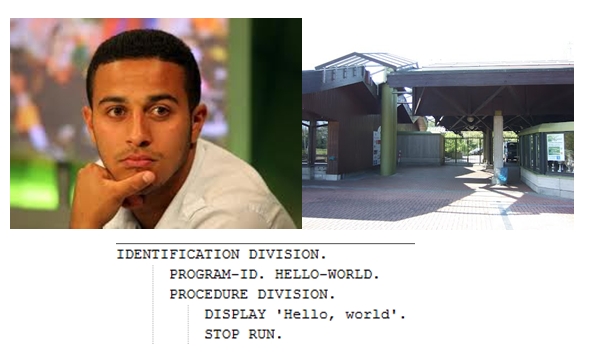 IDENTIFICATION DIVISION.
PROGRAM-ID. HELLO-WORLD.
PROCEDURE DIVISION.
DISPLAY 'Hello, world'.
STOP RUN.